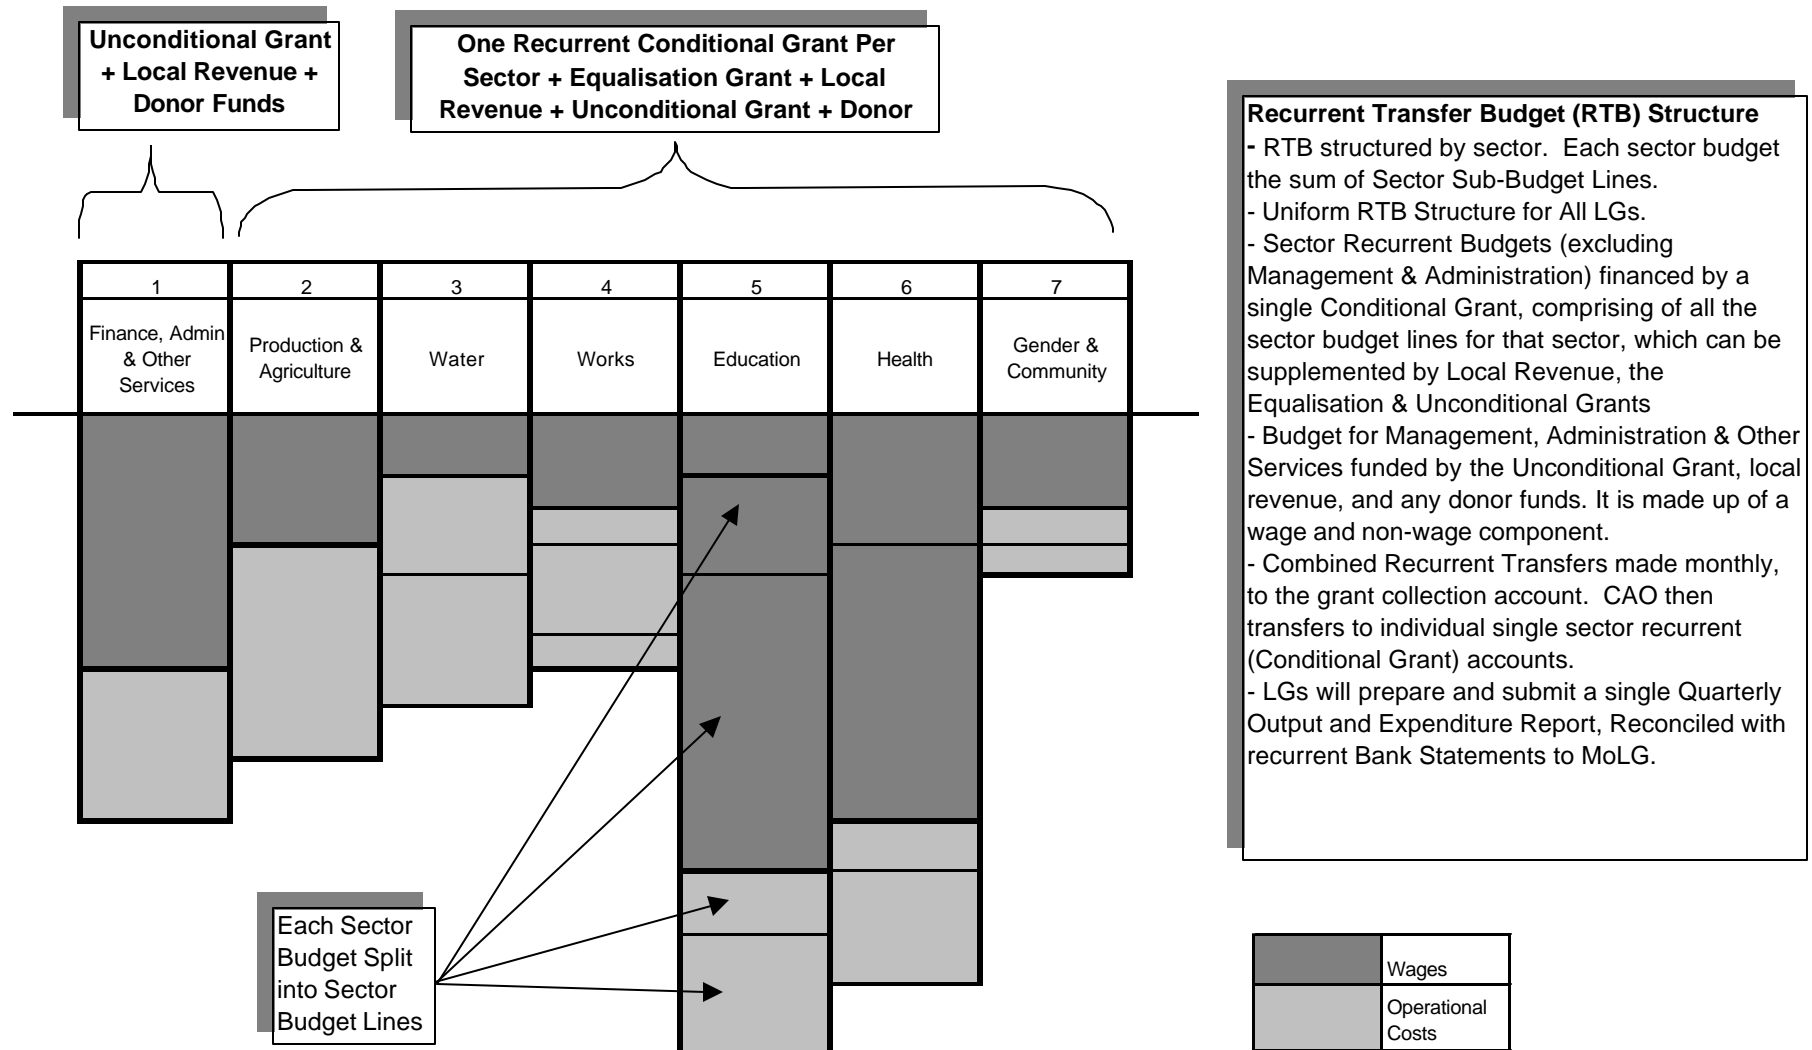 Unconditional Grant
+ Local Revenue +
Donor Funds
One Recurrent Conditional Grant Per
Sector + Equalisation Grant + Local
Revenue + Unconditional Grant + Donor
1
2
3
4
5
6
7
Finance, Admin
& Other
Services
Production &
Agriculture
Water
Works
Education
Health
Gender &
Community
Each Sector
Budget Split
into Sector
Budget Lines
Recurrent Transfer Budget (RTB) Structure
- RTB structured by sector.  Each sector budget
the sum of Sector Sub-Budget Lines.
- Uniform RTB Structure for All LGs.
- Sector Recurrent Budgets (excluding
Management & Administration) financed by a
single Conditional Grant, comprising of all the
sector budget lines for that sector, which can be
supplemented by Local Revenue, the
Equalisation & Unconditional Grants
- Budget for Management, Administration & Other
Services funded by the Unconditional Grant, local
revenue, and any donor funds. It is made up of a
wage and non-wage component.
- Combined Recurrent Transfers made monthly,
to the grant collection account.  CAO then
transfers to individual single sector recurrent
(Conditional Grant) accounts.
- LGs will prepare and submit a single Quarterly
Output and Expenditure Report, Reconciled with
recurrent Bank Statements to MoLG.
Wages
Operational
Costs